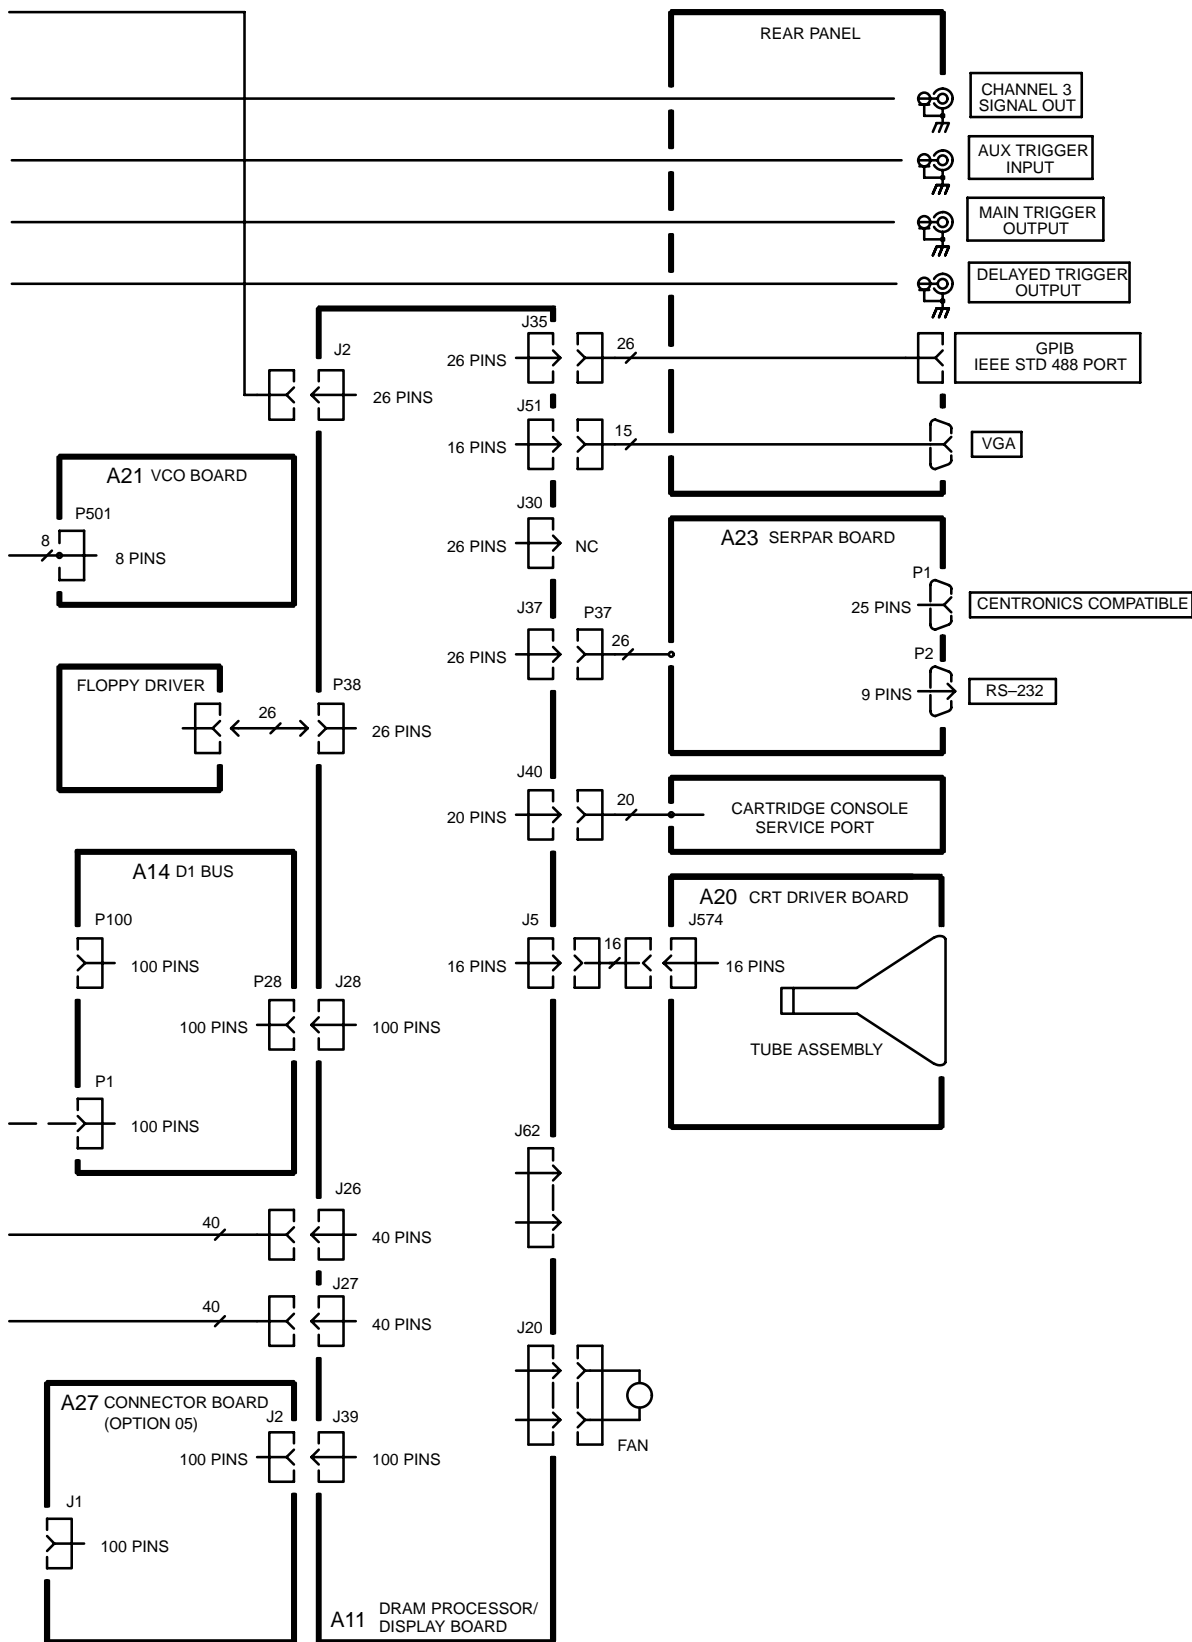 REAR PANEL
CHANNEL 3
SIGNAL OUT
AUX TRIGGER
INPUT
MAIN TRIGGER
OUTPUT
DELAYED TRIGGER
OUTPUT
J35
26 PINS
26
GPIB
IEEE STD 488 PORT
J2
26 PINS
J51
16 PINS
15
VGA
A21 VCO BOARD
P501
8
8 PINS
J30
26 PINS
NC
A23 SERPAR BOARD
P1
25 PINS
CENTRONICS COMPATIBLE
J37
P37
26 PINS
26
P2
9 PINS
RS–232
FLOPPY DRIVER
26
P38
26 PINS
J40
20 PINS
20
CARTRIDGE CONSOLE
SERVICE PORT
A14 D1 BUS
P100
100 PINS
P28
J28
100 PINS
100 PINS
P1
100 PINS
A20 CRT DRIVER BOARD
J5
J574
16 PINS
16
16 PINS
TUBE ASSEMBLY
J62
J26
40
40 PINS
J27
40
40 PINS
J20
FAN
A27 CONNECTOR BOARD
(OPTION 05)
J2
J39
100 PINS
100 PINS
J1
100 PINS
A11 DRAM PROCESSOR/
DISPLAY BOARD